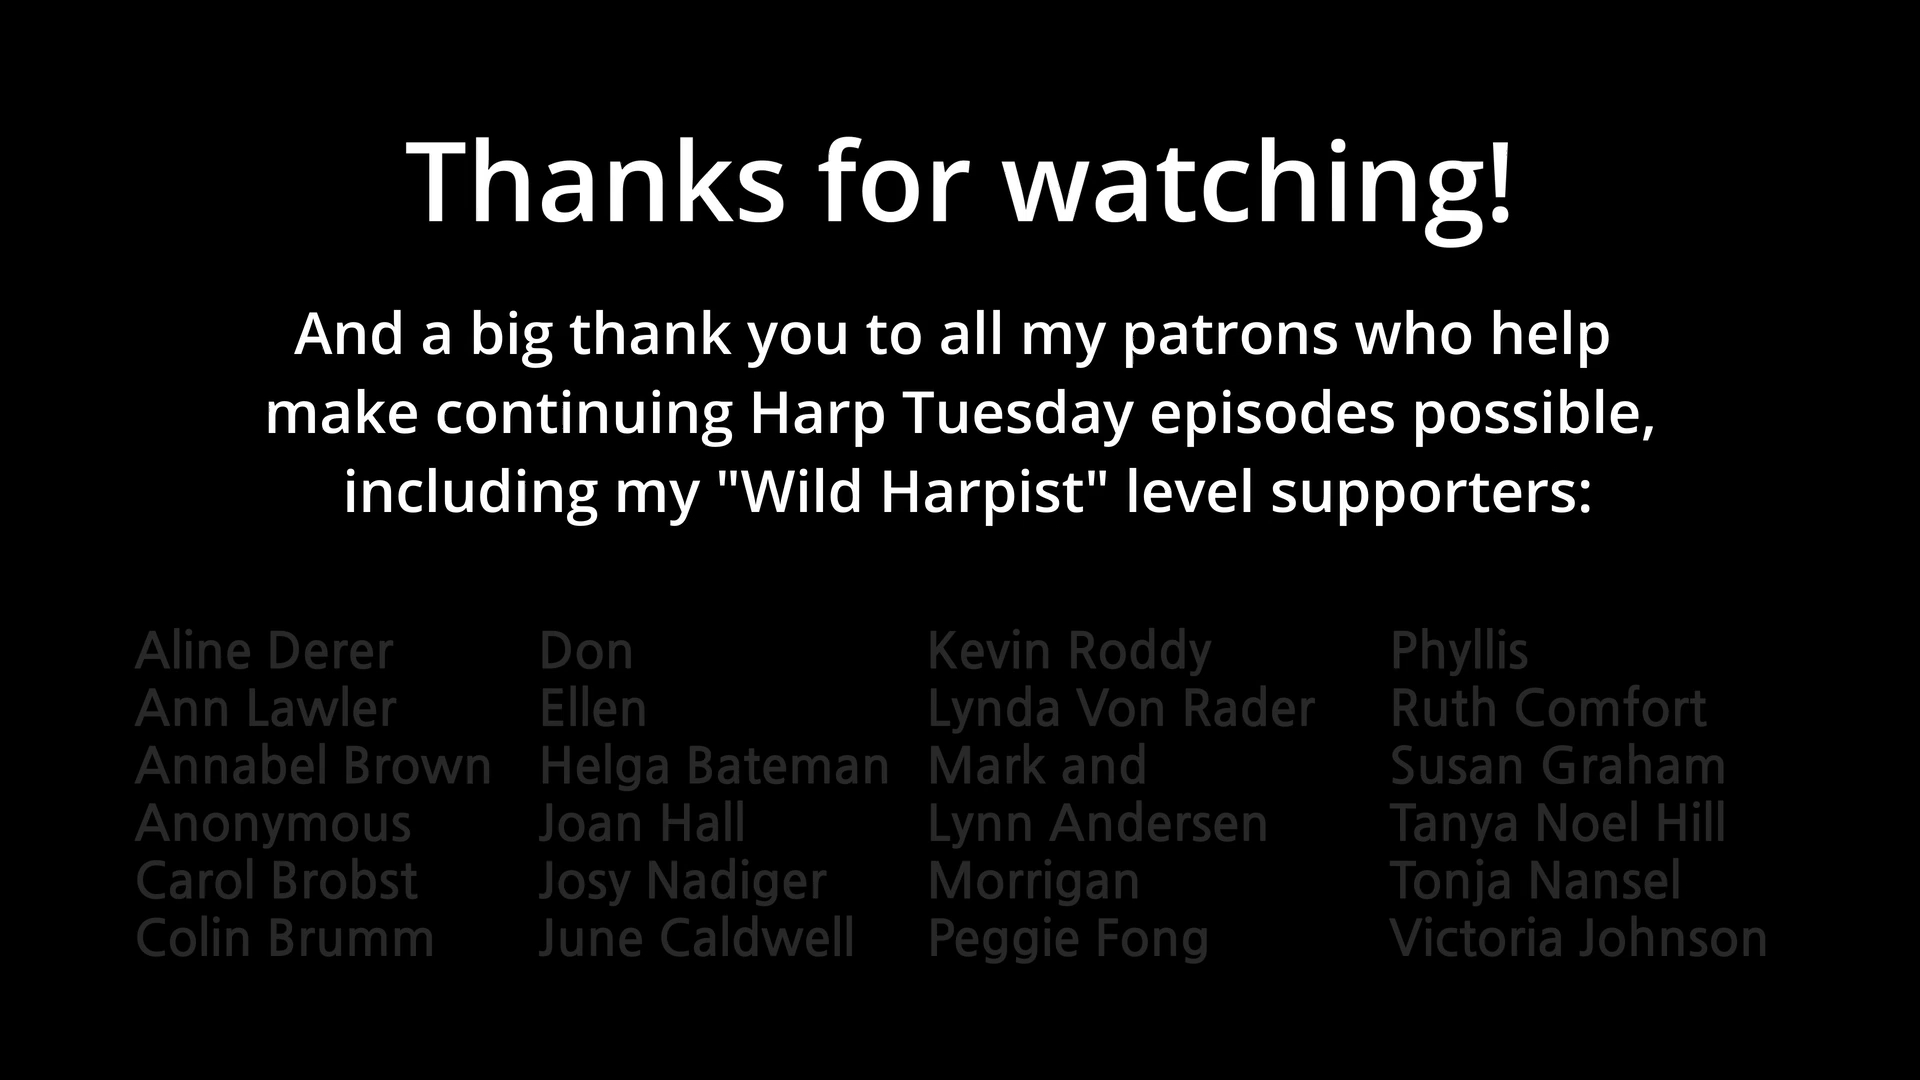 Thanks for watching!
And a big thank you to all my patrons who help
make continuing Harp Tuesday episodes possible,
including my "Wild Harpist" level supporters:
Aline Derer
Ann Lawler
Annabel Brown
Anonymous
Carol Brobst
Colin Brumm
Don
Ellen
Helga Bateman
Joan Hall
Josy Nadiger
June Caldwell
Kevin Roddy
Lynda Von Rader
Mark and
Lynn Andersen
Morrigan
Peggie Fong
Phyllis
Ruth Comfort
Susan Graham
Tanya Noel Hill
Tonja Nansel
Victoria Johnson